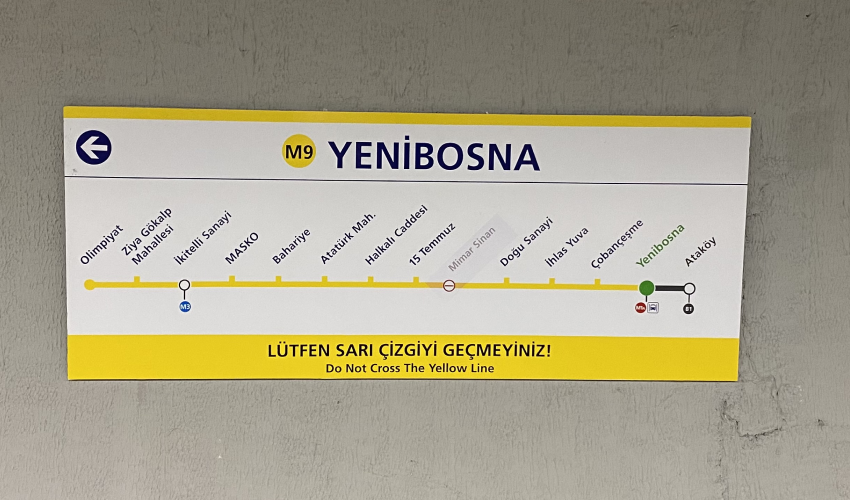 M9 YENİBOSNA
Olimpiyat
Ziya Gökalp
Mahallesi
İkitelli Sanayi
MASKO
Bahariye
Atatürk Mah.
Halkalı Caddesi
15 Temmuz
Mimar Sinan
Doğu Sanayi
İhlas Yuva
Çobançeşme
Yenibosna
Ataköy
M3
M1A
B1
LÜTFEN SARI ÇİZGİYİ GEÇMEYİNİZ!
Do Not Cross The Yellow Line